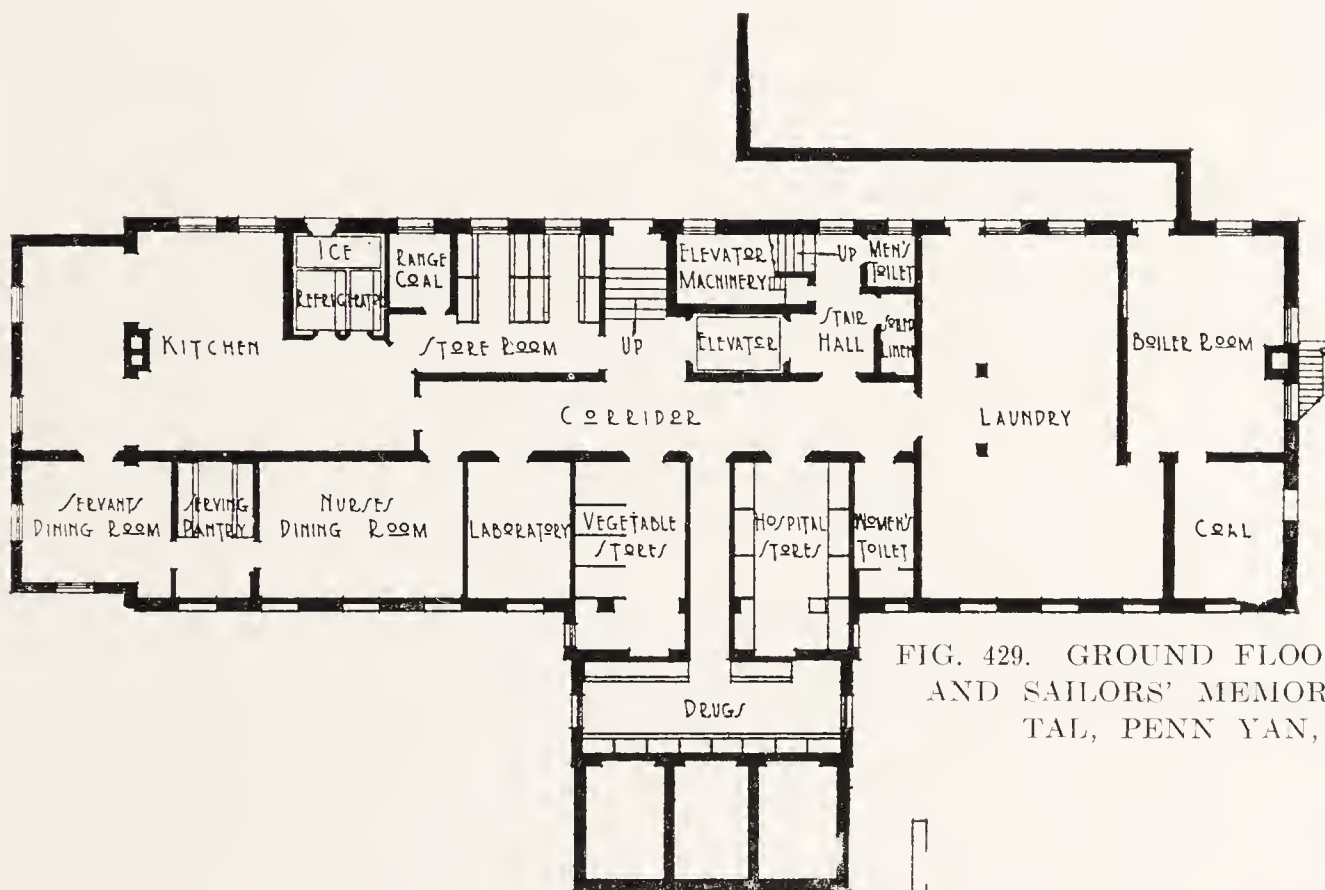 ICE
REFRIGERATOR
RANGE
COAL
KITCHEN
STORE ROOM
UP
ELEVATOR
MACHINERY
UP
MEN'S
TOILET
STAIR
HALL
SOILED
LINEN
ELEVATOR
BOILER ROOM
CORRIDOR
LAUNDRY
SERVANTS
DINING ROOM
SERVING
PANTRY
NURSES
DINING ROOM
LABORATORY
VEGETABLE
STORES
HOSPITAL
STORES
WOMEN'S
TOILET
COAL
DRUGS
FIG. 429. GROUND FLOO
AND SAILORS' MEMOR
TAL, PENN YAN,